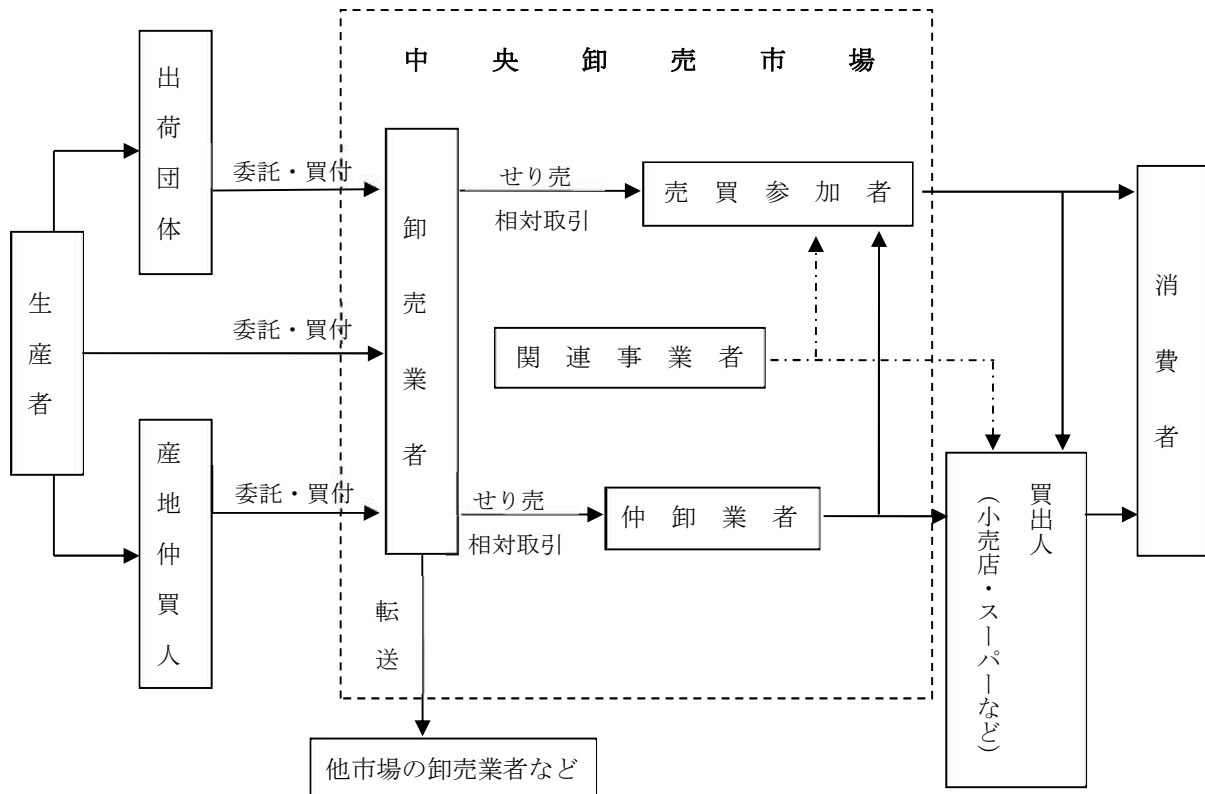 中央卸売市場
出荷団体
委託・買付
せり売
売買参加者
相対取引
卸売業者
生産者
委託・買付
関連事業者
消費者
産地仲買人
委託・買付
せり売
仲卸業者
相対取引
買出人
（小売店・スーパーなど）
転送
他市場の卸売業者など